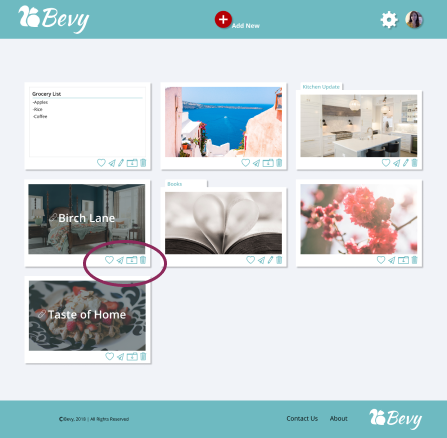 Bevy
Add New
Grocery List
-Apples
-Rice
-Coffee
Kitchen Update
Birch Lane
Books
Taste of Home
©Bevy, 2018 | All Rights Reserved
Contact Us
About
Bevy